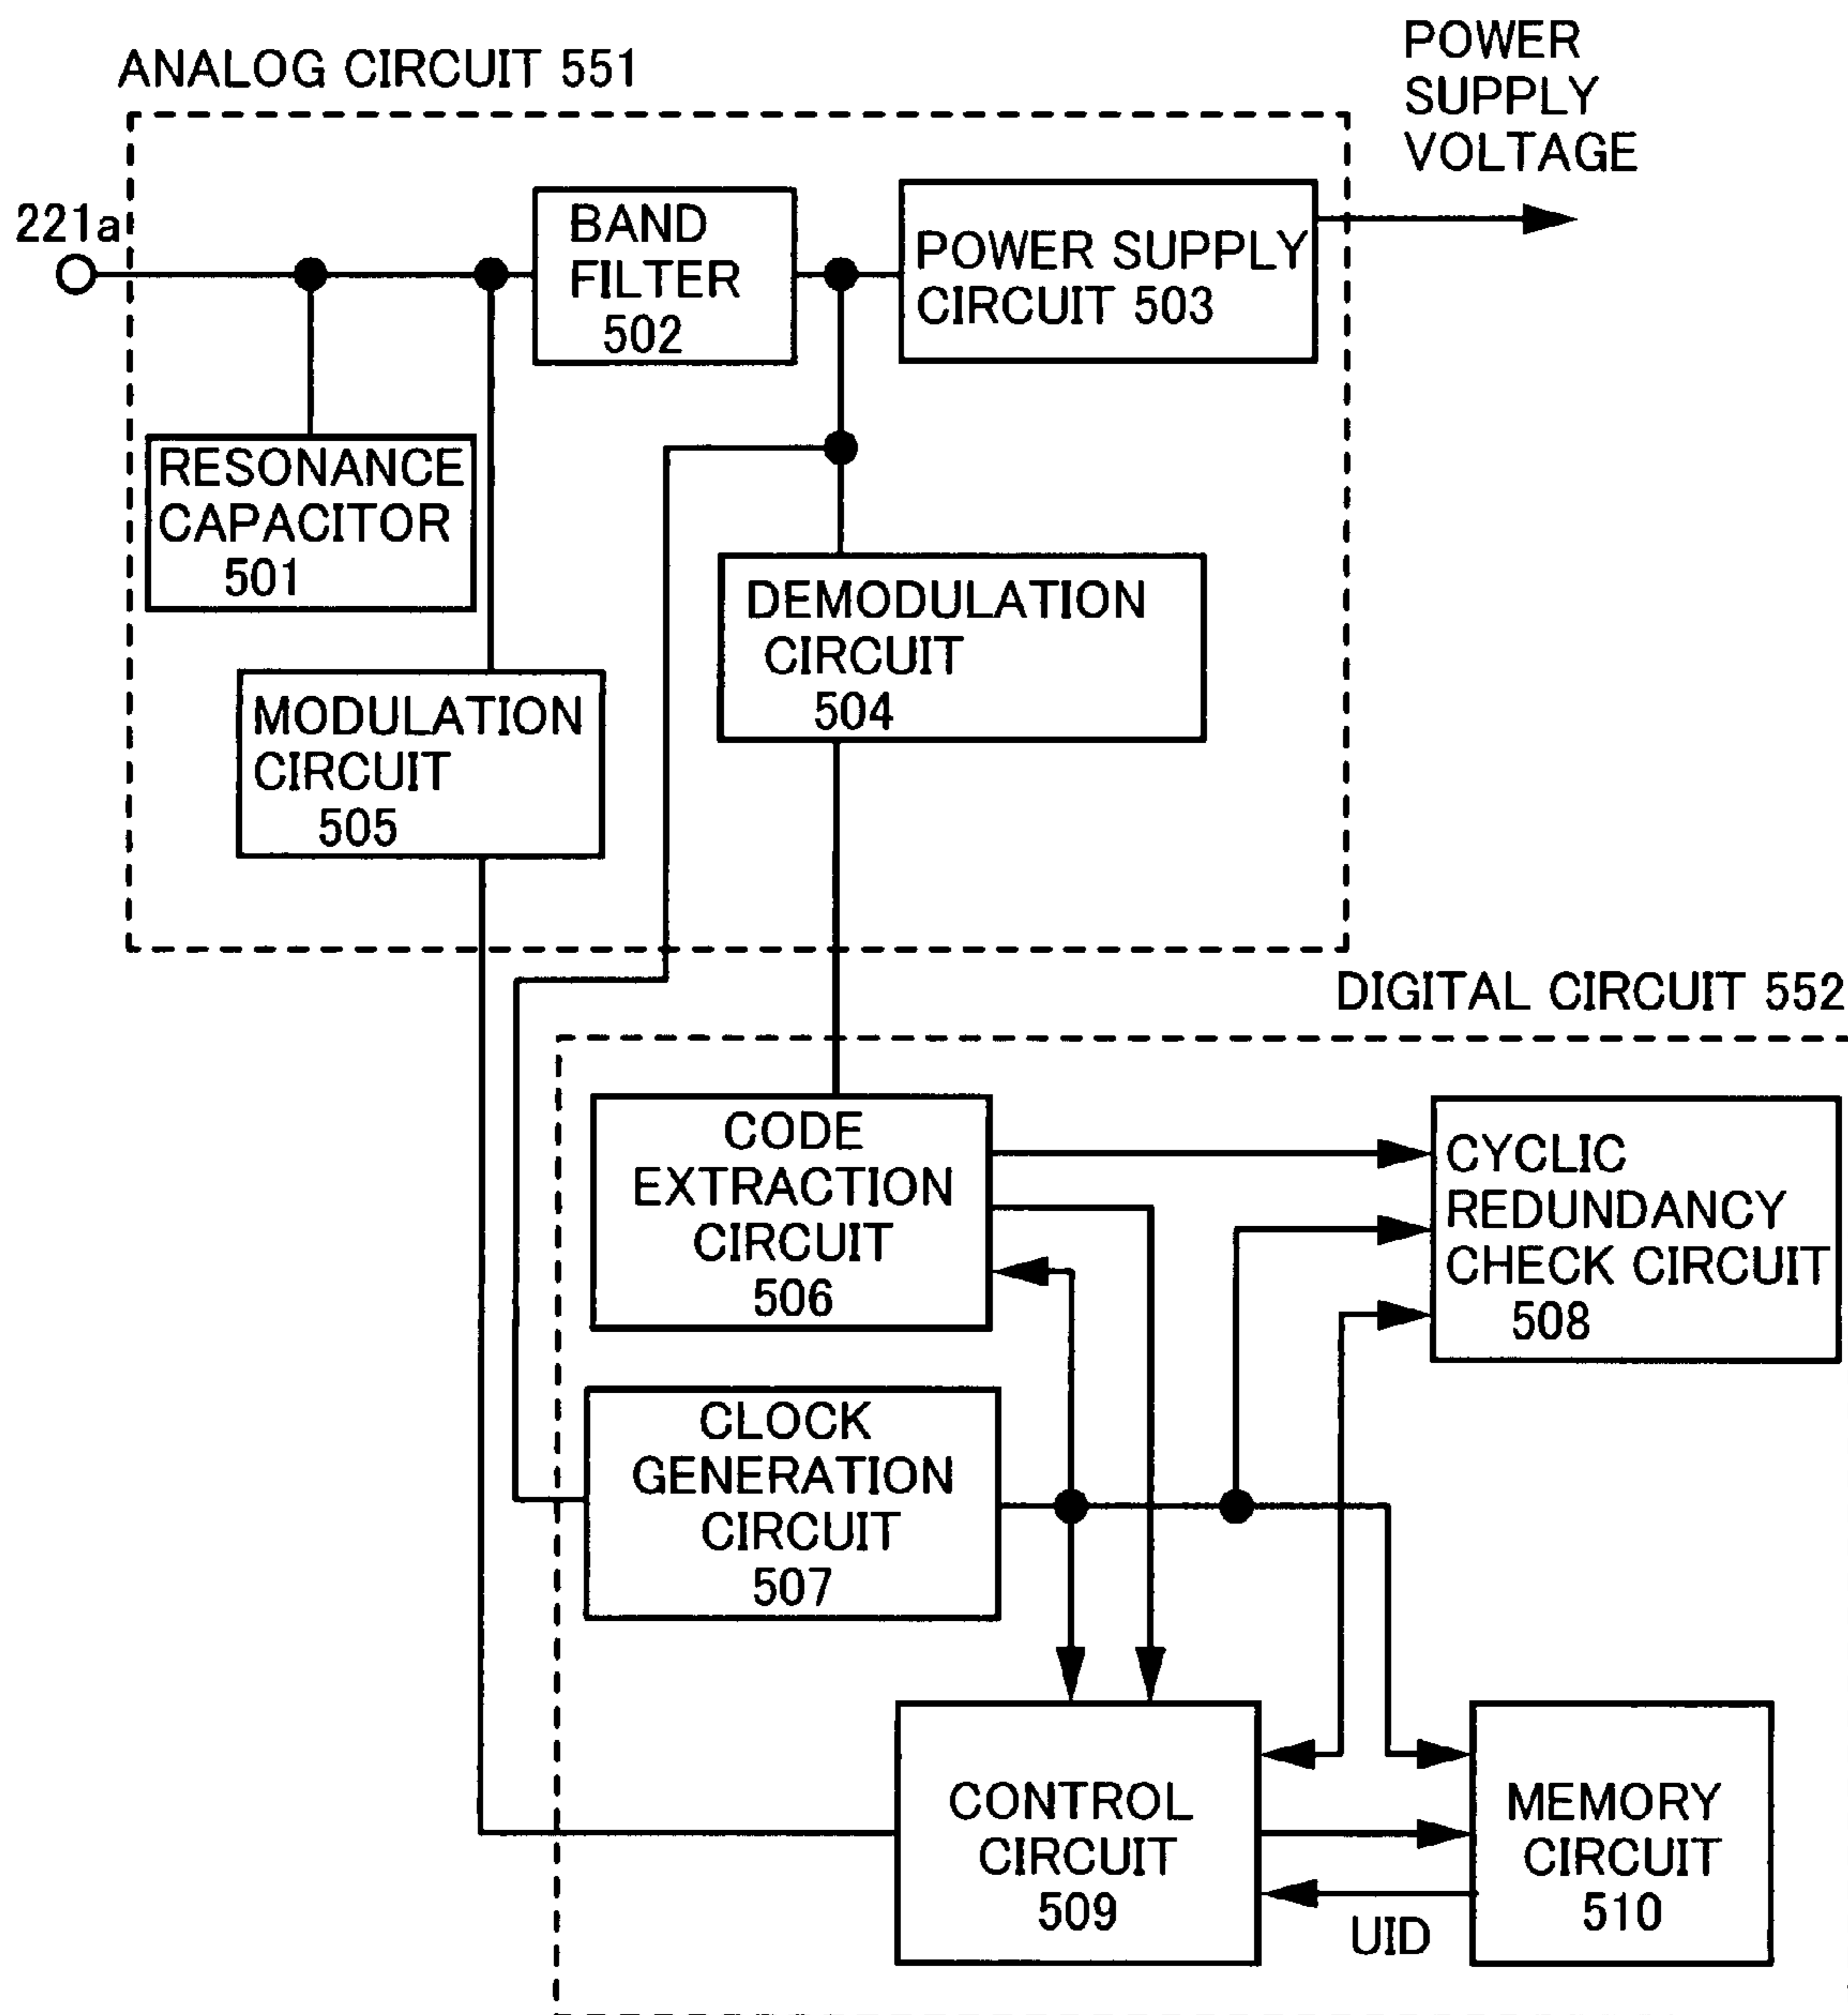 ANALOG CIRCUIT 551
POWER
SUPPLY
VOLTAGE
221a
BAND
FILTER
502
POWER SUPPLY
CIRCUIT 503
RESONANCE
CAPACITOR
501
DEMODULATION
CIRCUIT
504
MODULATION
CIRCUIT
505
DIGITAL CIRCUIT 552
CODE
EXTRACTION
CIRCUIT
506
CYCLIC
REDUNDANCY
CHECK CIRCUIT
508
CLOCK
GENERATION
CIRCUIT
507
CONTROL
CIRCUIT
509
MEMORY
CIRCUIT
510
UID